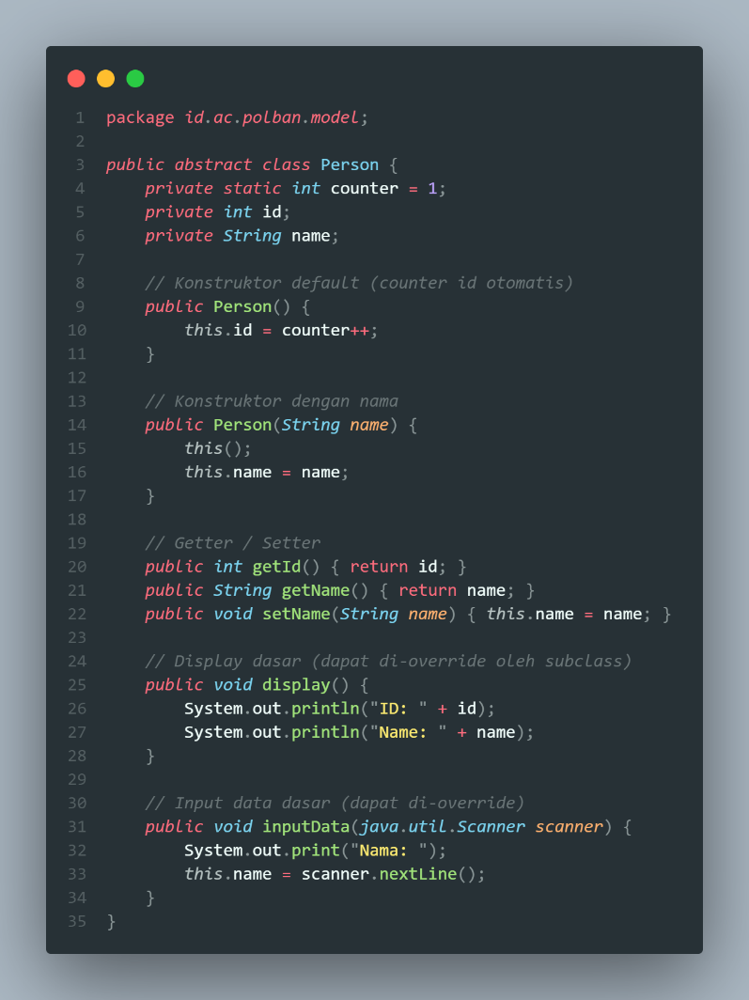 1 package id.ac.polban.model;
2
3 public abstract class Person {
4     private static int counter = 1;
5     private int id;
6     private String name;
7
8     // Konstruktor default (counter id otomatis)
9     public Person() {
10         this.id = counter++;
11     }
12
13     // Konstruktor dengan nama
14     public Person(String name) {
15         this();
16         this.name = name;
17     }
18
19     // Getter / Setter
20     public int getId() { return id; }
21     public String getName() { return name; }
22     public void setName(String name) { this.name = name; }
23
24     // Display dasar (dapat di-override oleh subclass)
25     public void display() {
26         System.out.println("ID: " + id);
27         System.out.println("Name: " + name);
28     }
29
30     // Input data dasar (dapat di-override)
31     public void inputData(java.util.Scanner scanner) {
32         System.out.print("Nama: ");
33         this.name = scanner.nextLine();
34     }
35 }